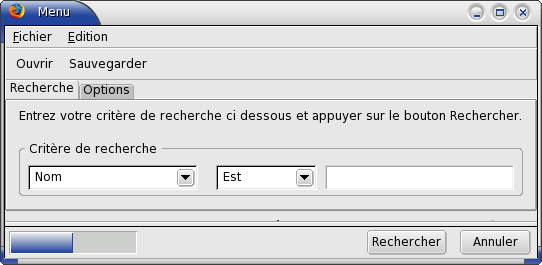 Menu
Fichier Edition
Ouvrir Sauvegarder
Recherche Options
Entrez votre critère de recherche ci dessous et appuyer sur le bouton Rechercher.
Critère de recherche
Nom Est
Rechercher Annuler